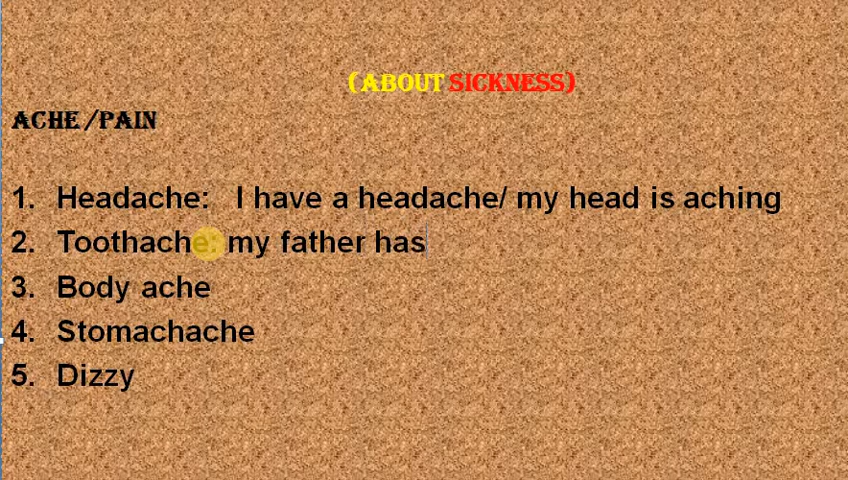 (ABOUT SICKNESS)
ACHE /PAIN
1. Headache: I have a headache/ my head is aching
2. Toothache: my father has
3. Body ache
4. Stomachache
5. Dizzy